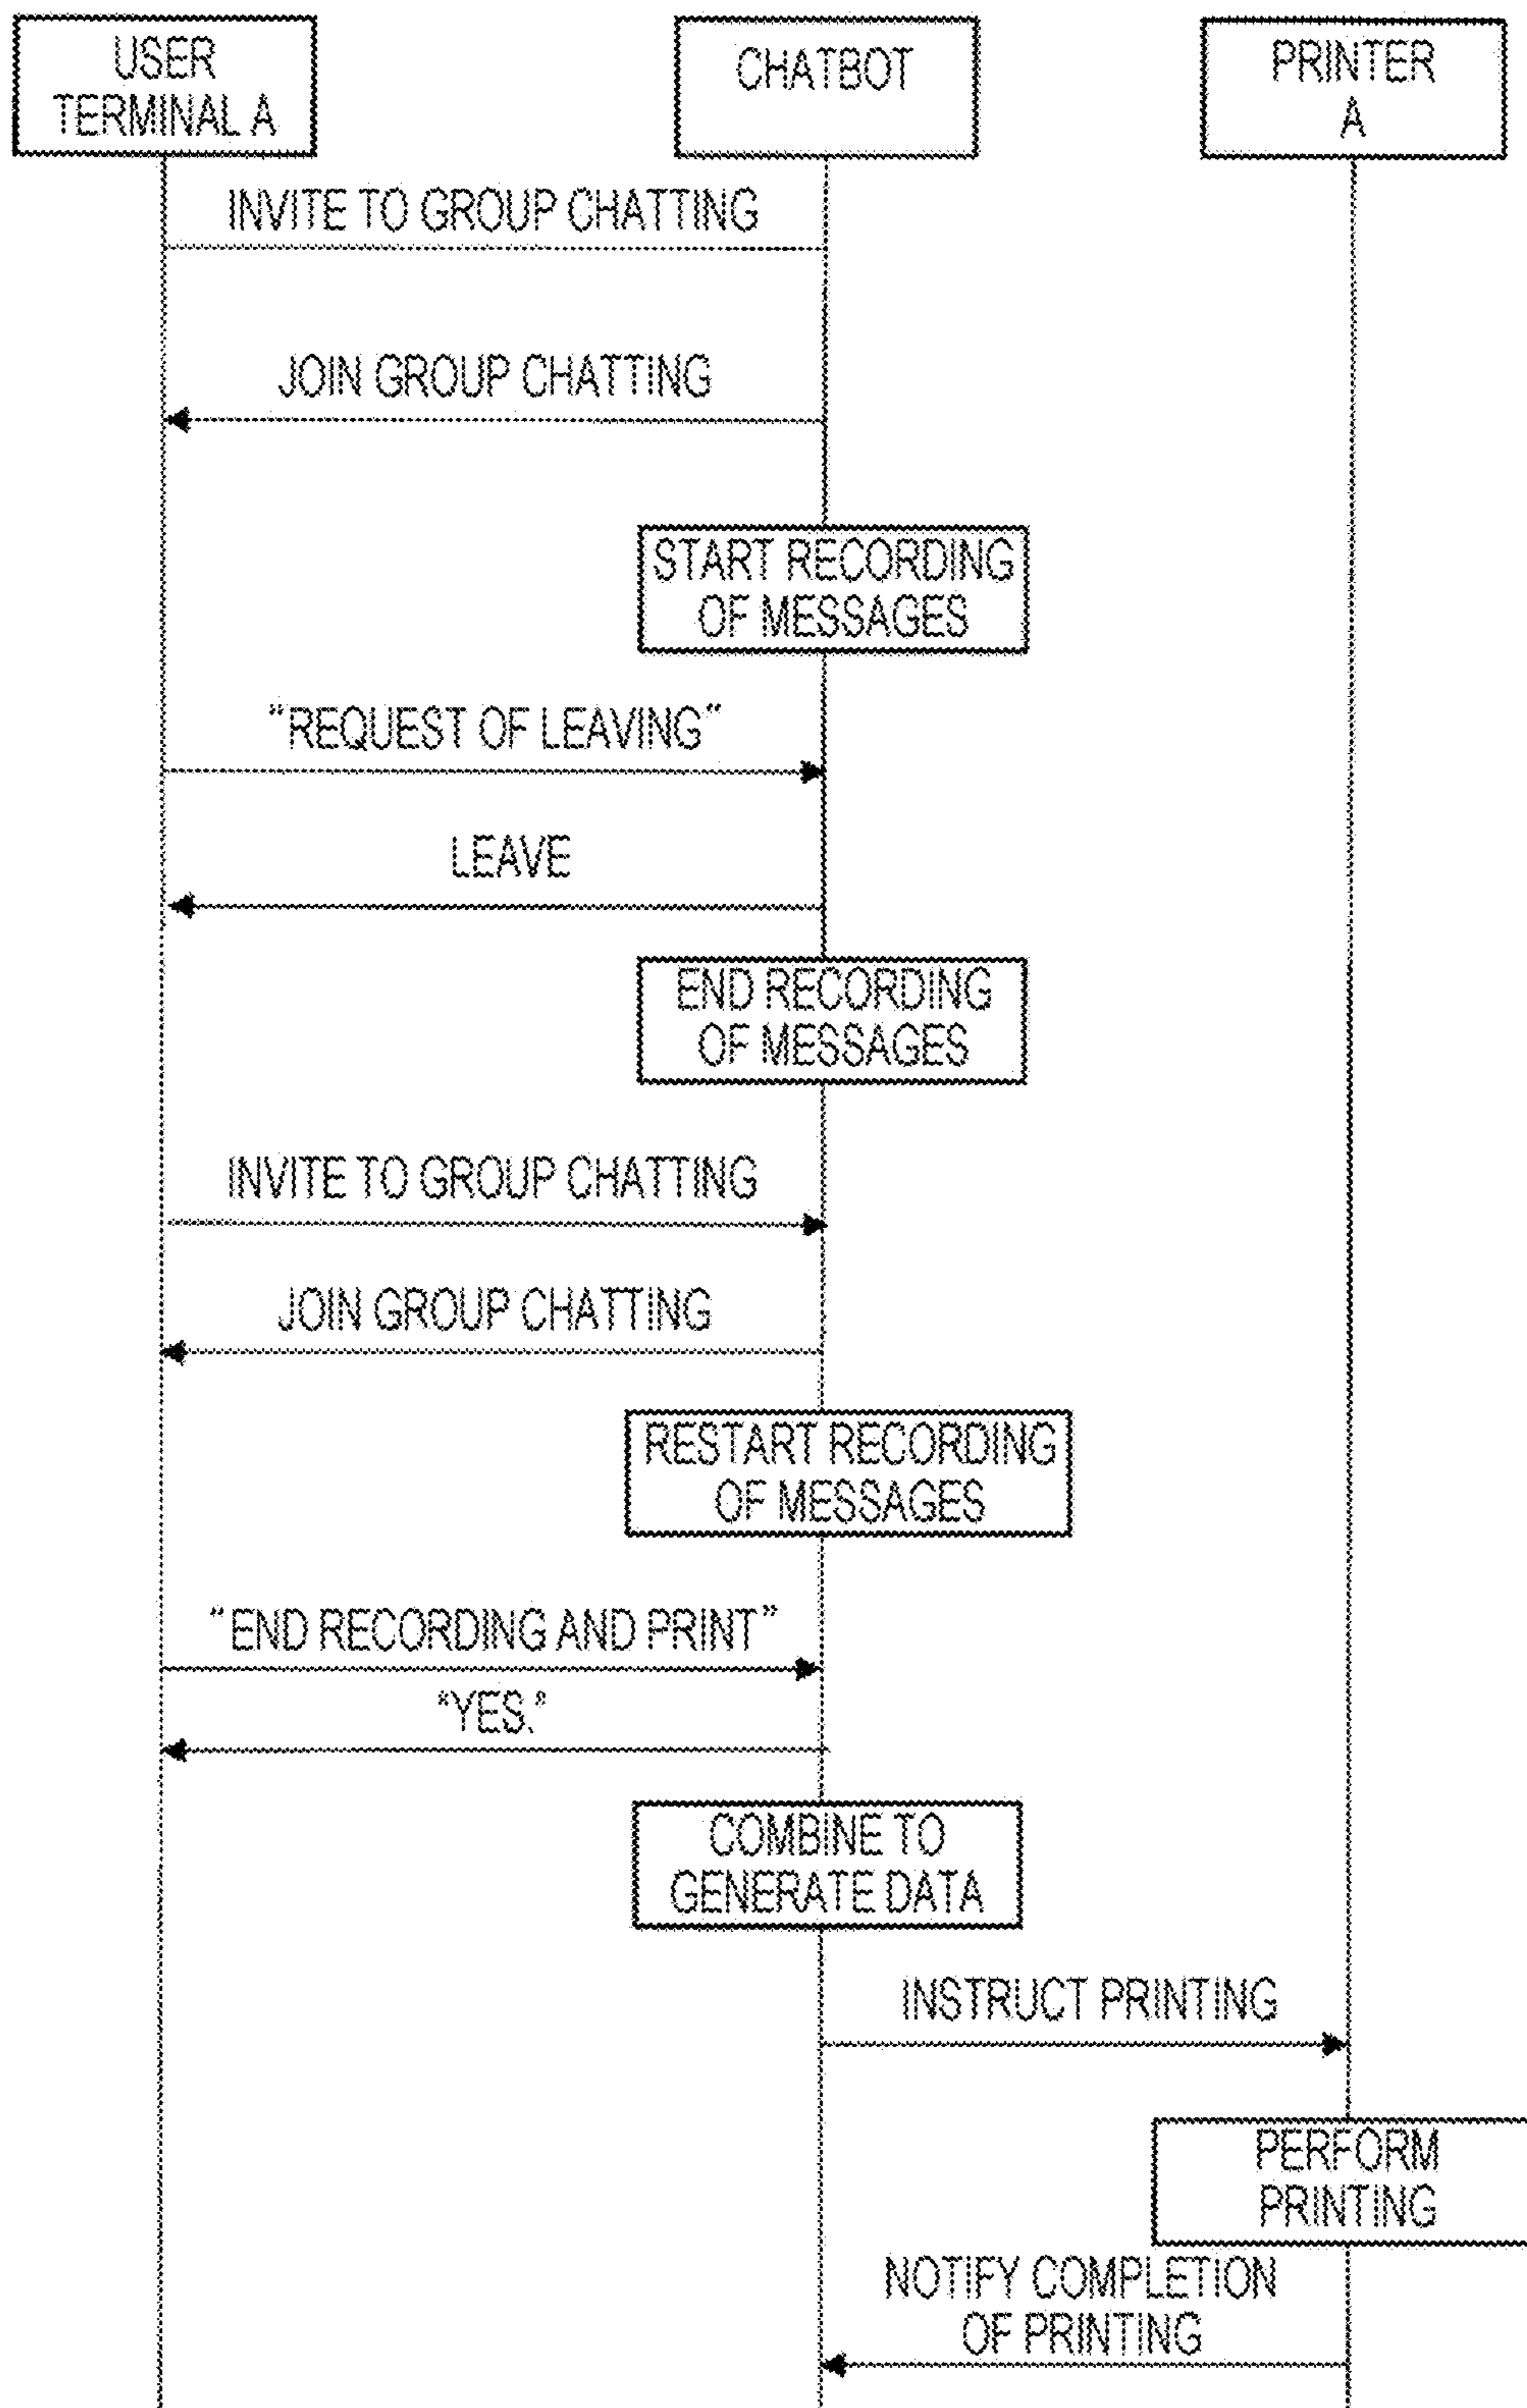 USER
TERMINAL A
CHATBOT
PRINTER
A
INVITE TO GROUP CHATTING
JOIN GROUP CHATTING
START RECORDING
OF MESSAGES
“REQUEST OF LEAVING”
LEAVE
END RECORDING
OF MESSAGES
INVITE TO GROUP CHATTING
JOIN GROUP CHATTING
RESTART RECORDING
OF MESSAGES
“END RECORDING AND PRINT”
“YES.”
COMBINE TO
GENERATE DATA
INSTRUCT PRINTING
PERFORM
PRINTING
NOTIFY COMPLETION
OF PRINTING